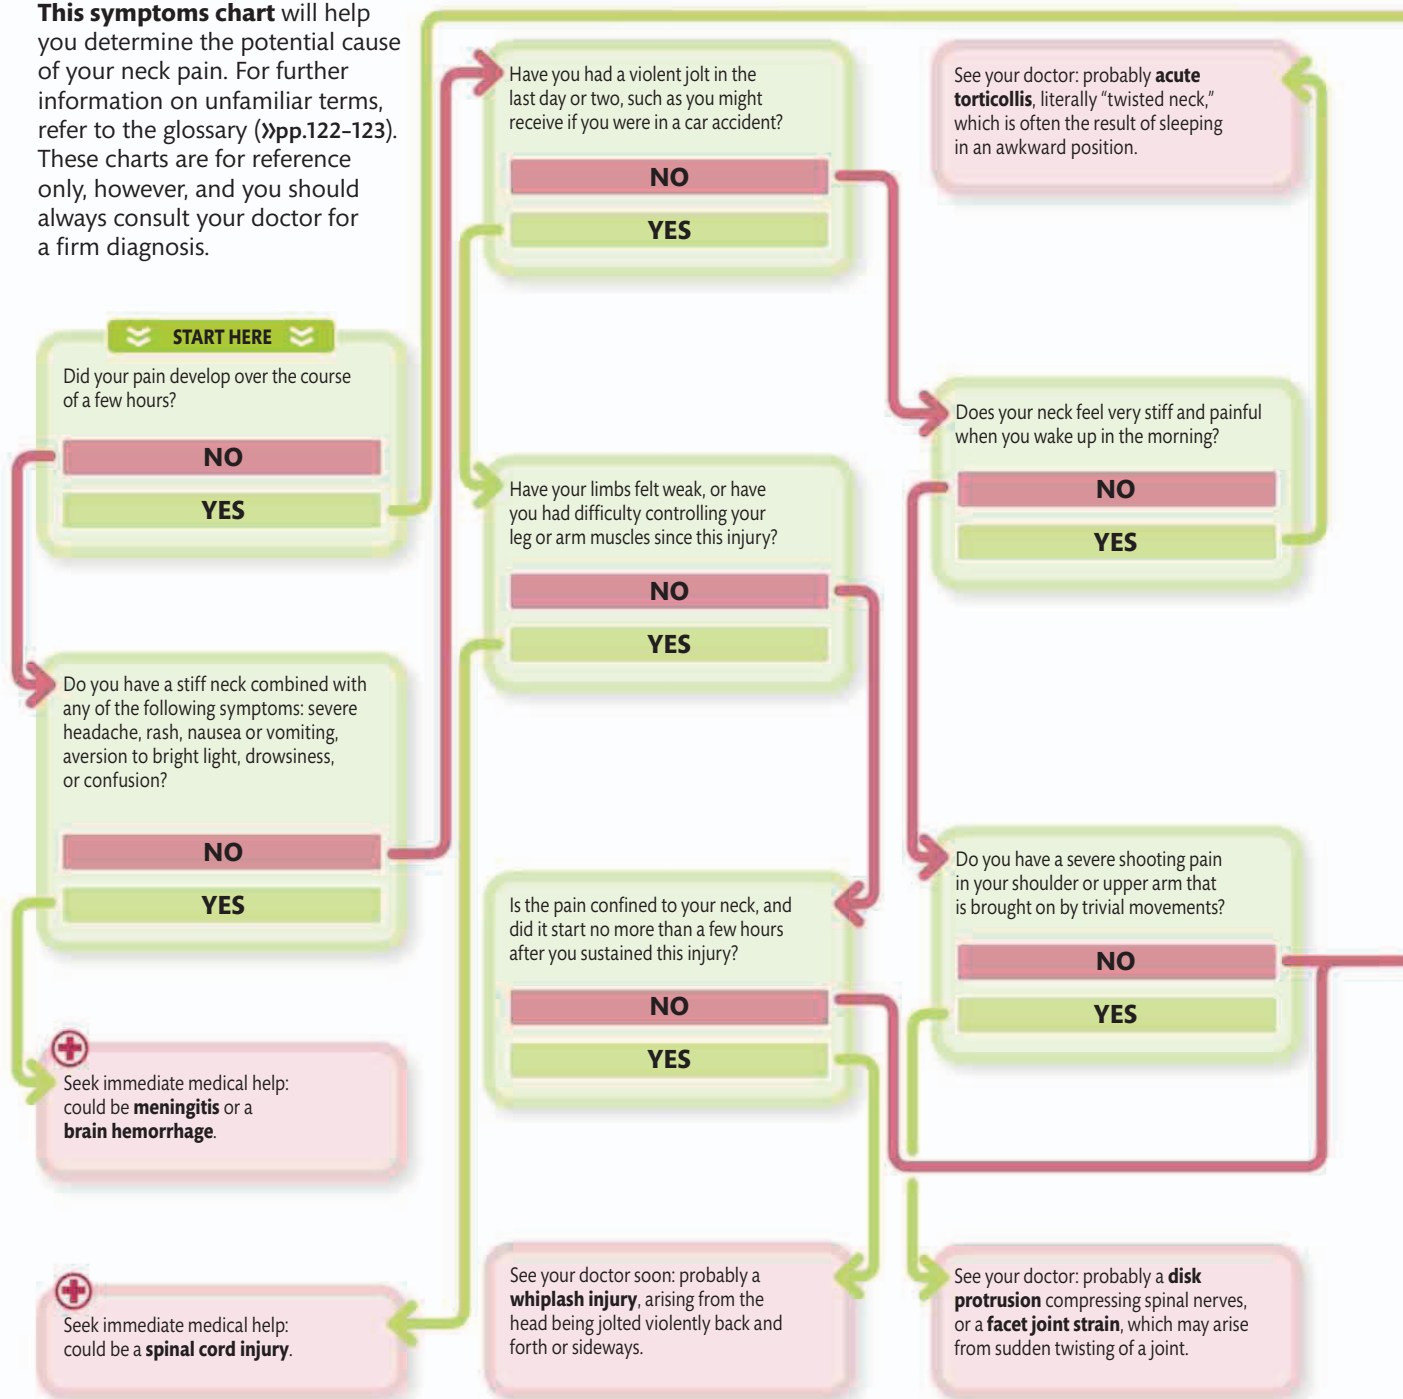 This symptoms chart will help
you determine the potential cause
of your neck pain. For further
information on unfamiliar terms,
refer to the glossary (»pp.122–123).
These charts are for reference
only, however, and you should
always consult your doctor for
a firm diagnosis.
START HERE
Did your pain develop over the course
of a few hours?
NO
YES
Do you have a stiff neck combined with
any of the following symptoms: severe
headache, rash, nausea or vomiting,
aversion to bright light, drowsiness,
or confusion?
NO
YES
Seek immediate medical help:
could be meningitis or a
brain hemorrhage.
Seek immediate medical help:
could be a spinal cord injury.
Have you had a violent jolt in the
last day or two, such as you might
receive if you were in a car accident?
NO
YES
Have your limbs felt weak, or have
you had difficulty controlling your
leg or arm muscles since this injury?
NO
YES
Is the pain confined to your neck, and
did it start no more than a few hours
after you sustained this injury?
NO
YES
See your doctor soon: probably a
whiplash injury, arising from the
head being jolted violently back and
forth or sideways.
See your doctor: probably acute
torticollis, literally “twisted neck,”
which is often the result of sleeping
in an awkward position.
Does your neck feel very stiff and painful
when you wake up in the morning?
NO
YES
Do you have a severe shooting pain
in your shoulder or upper arm that
is brought on by trivial movements?
NO
YES
See your doctor: probably a disk
protrusion compressing spinal nerves,
or a facet joint strain, which may arise
from sudden twisting of a joint.